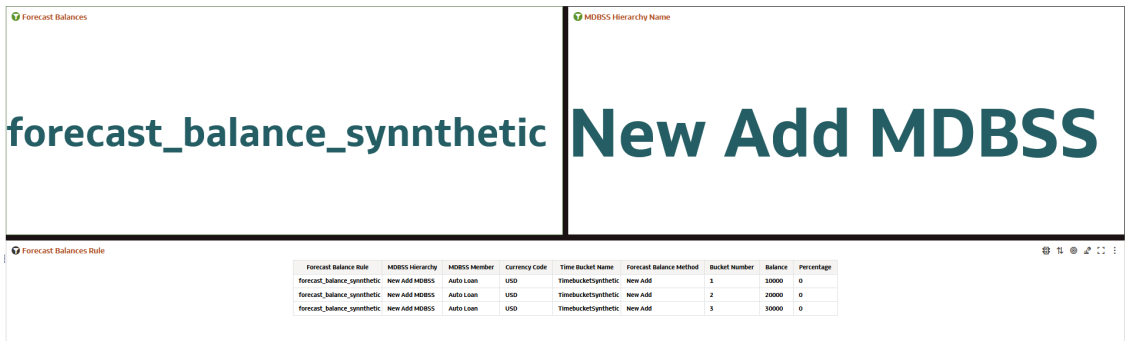 Forecast Balances
MDBSS Hierarchy Name
forecast_balance_synnthetic
New Add MDBSS
Forecast Balances Rule
Forecast Balance Rule MDBSS Hierarchy MDBSS Member Currency Code Time Bucket Name Forecast Balance Method Bucket Number Balance Percentage
forecast_balance_synnthetic New Add MDBSS Auto Loan USD TimebucketSynthetic New Add 1 10000 0
forecast_balance_synnthetic New Add MDBSS Auto Loan USD TimebucketSynthetic New Add 2 20000 0
forecast_balance_synnthetic New Add MDBSS Auto Loan USD TimebucketSynthetic New Add 3 30000 0